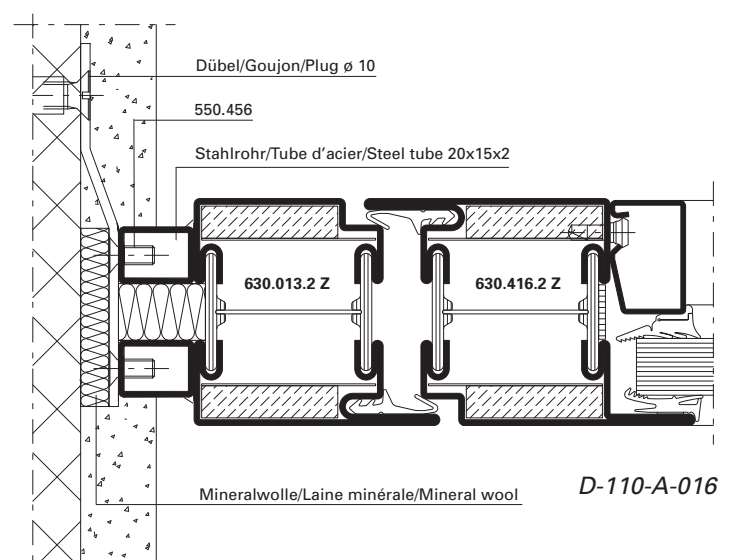 Dübel/Goujon/Plug ø 10
550.456
Stahlrohr/Tube d'acier/Steel tube 20x15x2
630.013.2 Z
630.416.2 Z
Mineralwolle/Laine minérale/Mineral wool
D-110-A-016